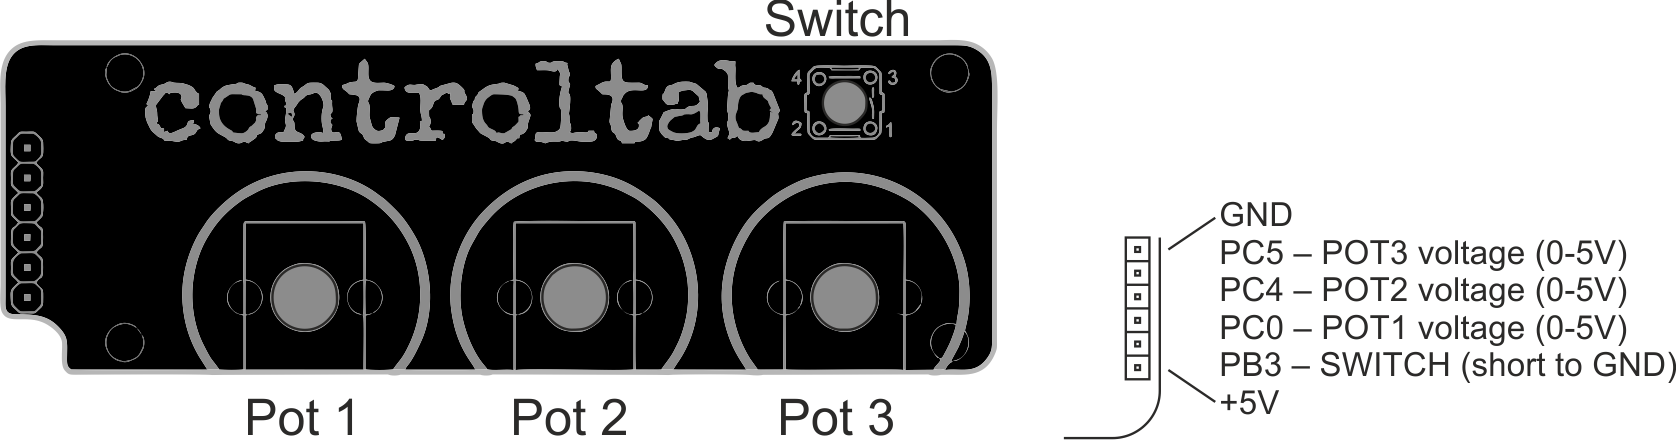 Switch
controltab
4 3
2 1
Pot 1 Pot 2 Pot 3
GND
PC5 – POT3 voltage (0-5V)
PC4 – POT2 voltage (0-5V)
PC0 – POT1 voltage (0-5V)
PB3 – SWITCH (short to GND)
+5V